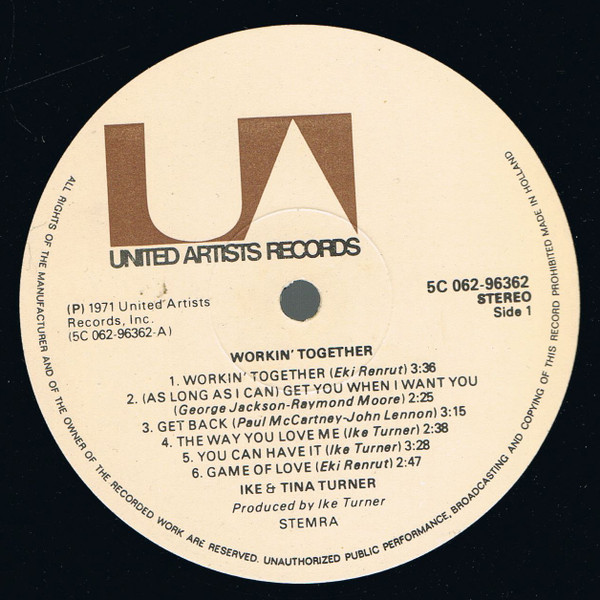 UA
UNITED ARTISTS RECORDS
(P) 1971 United Artists
Records, Inc.
(5C 062-96362-A)
5C 062-96362
STEREO
Side 1
WORKIN' TOGETHER
1. WORKIN' TOGETHER (Eki Renrut) 3:36
2. (AS LONG AS I CAN) GET YOU WHEN I WANT YOU
(George Jackson-Raymond Moore) 2:25
3. GET BACK (Paul McCartney-John Lennon) 3:15
4. THE WAY YOU LOVE ME (Ike Turner) 2:38
5. YOU CAN HAVE IT (Ike Turner) 3:28
6. GAME OF LOVE (Eki Renrut) 2:47
IKE & TINA TURNER
Produced by Ike Turner
STEMRA
ALL RIGHTS OF THE MANUFACTURER AND OF THE OWNER OF THE RECORDED WORK ARE RESERVED. UNAUTHORIZED PUBLIC PERFORMANCE, BROADCASTING AND COPYING OF THIS RECORD PROHIBITED MADE IN HOLLAND